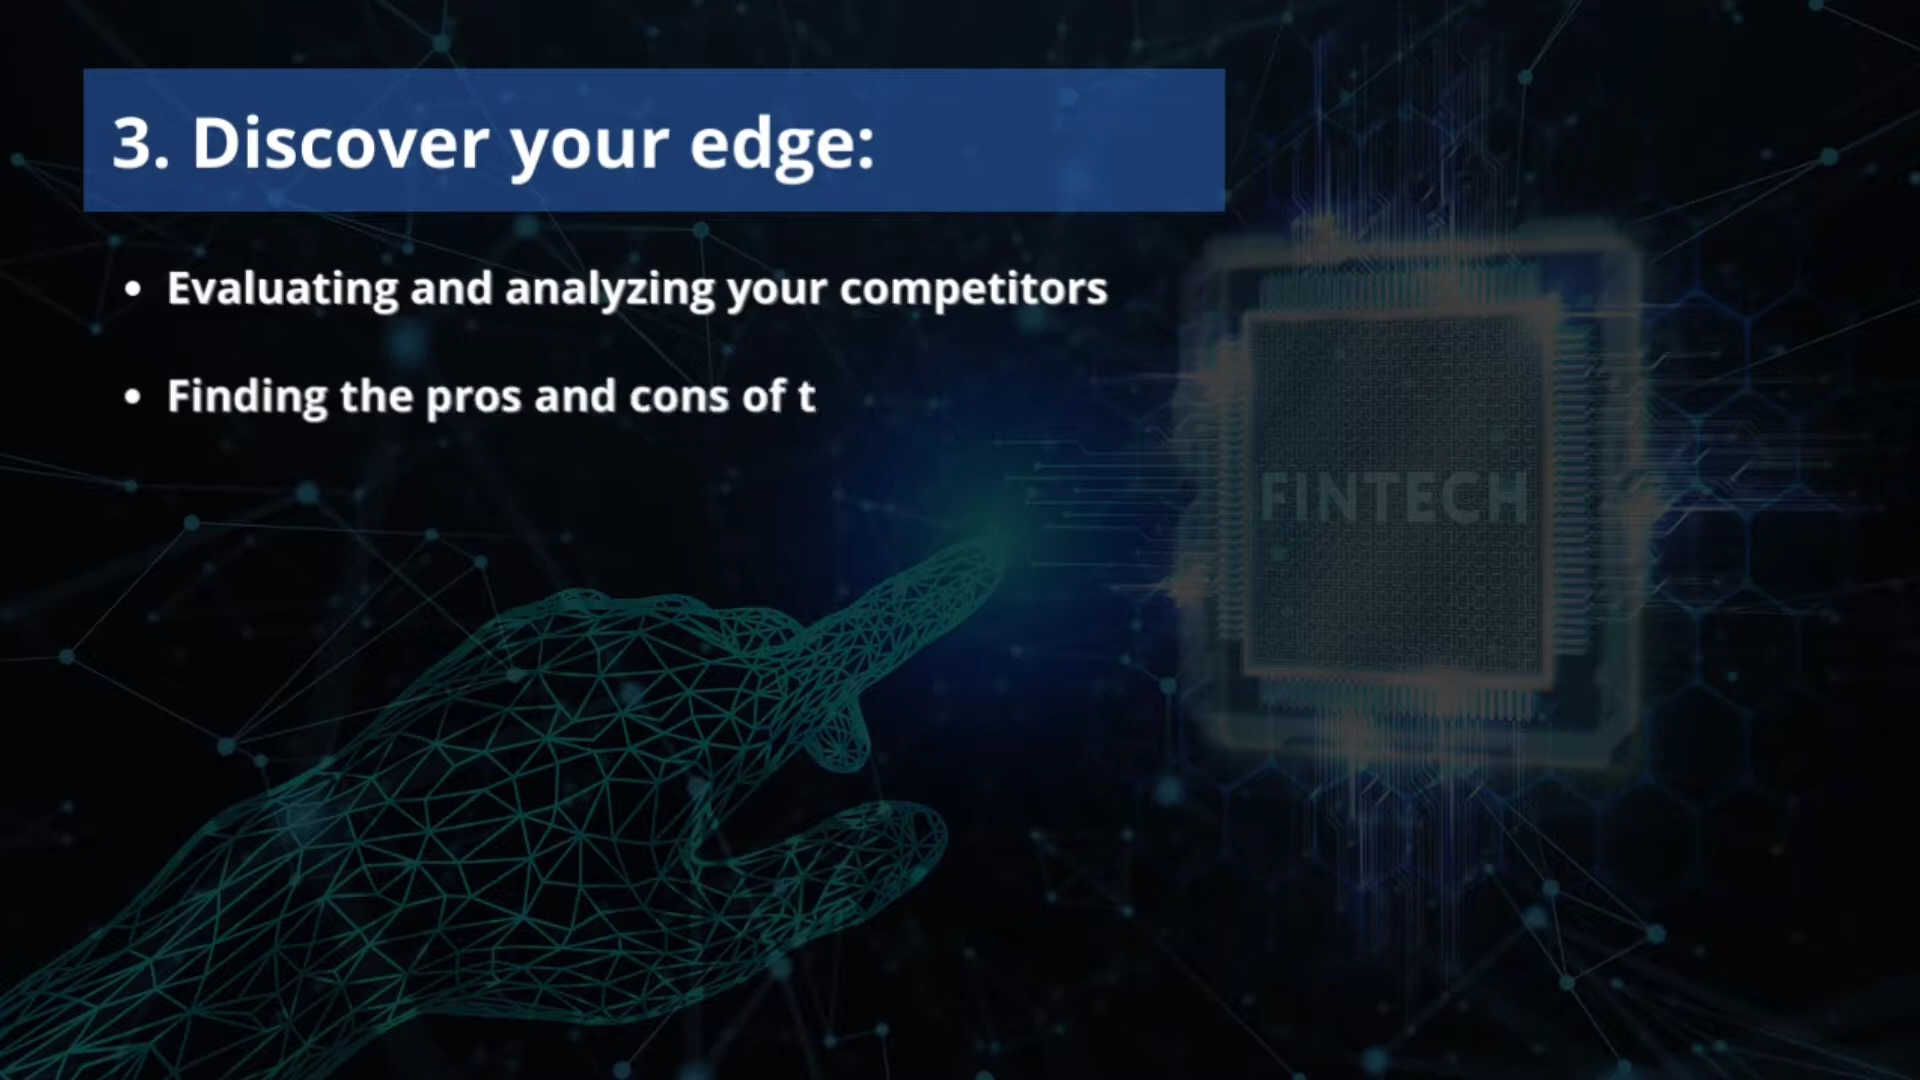 3. Discover your edge:
• Evaluating and analyzing your competitors
• Finding the pros and cons of t
FINTECH